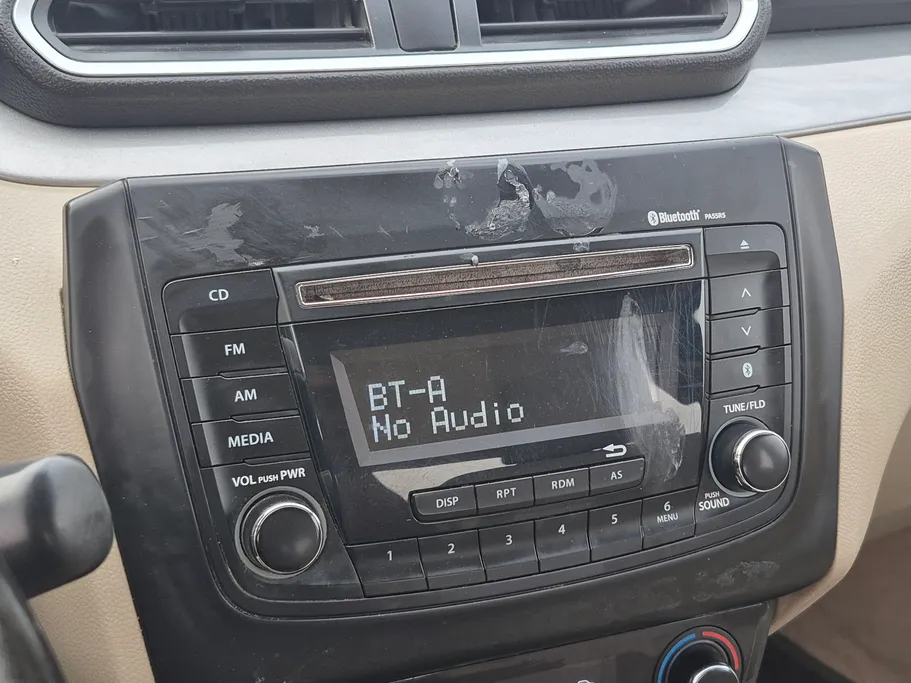 Bluetooth® PA55R5
CD
FM
AM
MEDIA
VOL PUSH PWR
BT-A
No Audio
TUNE/FLD
PUSH
SOUND
DISP
RPT
RDM
AS
1
2
3
4
5
6
MENU